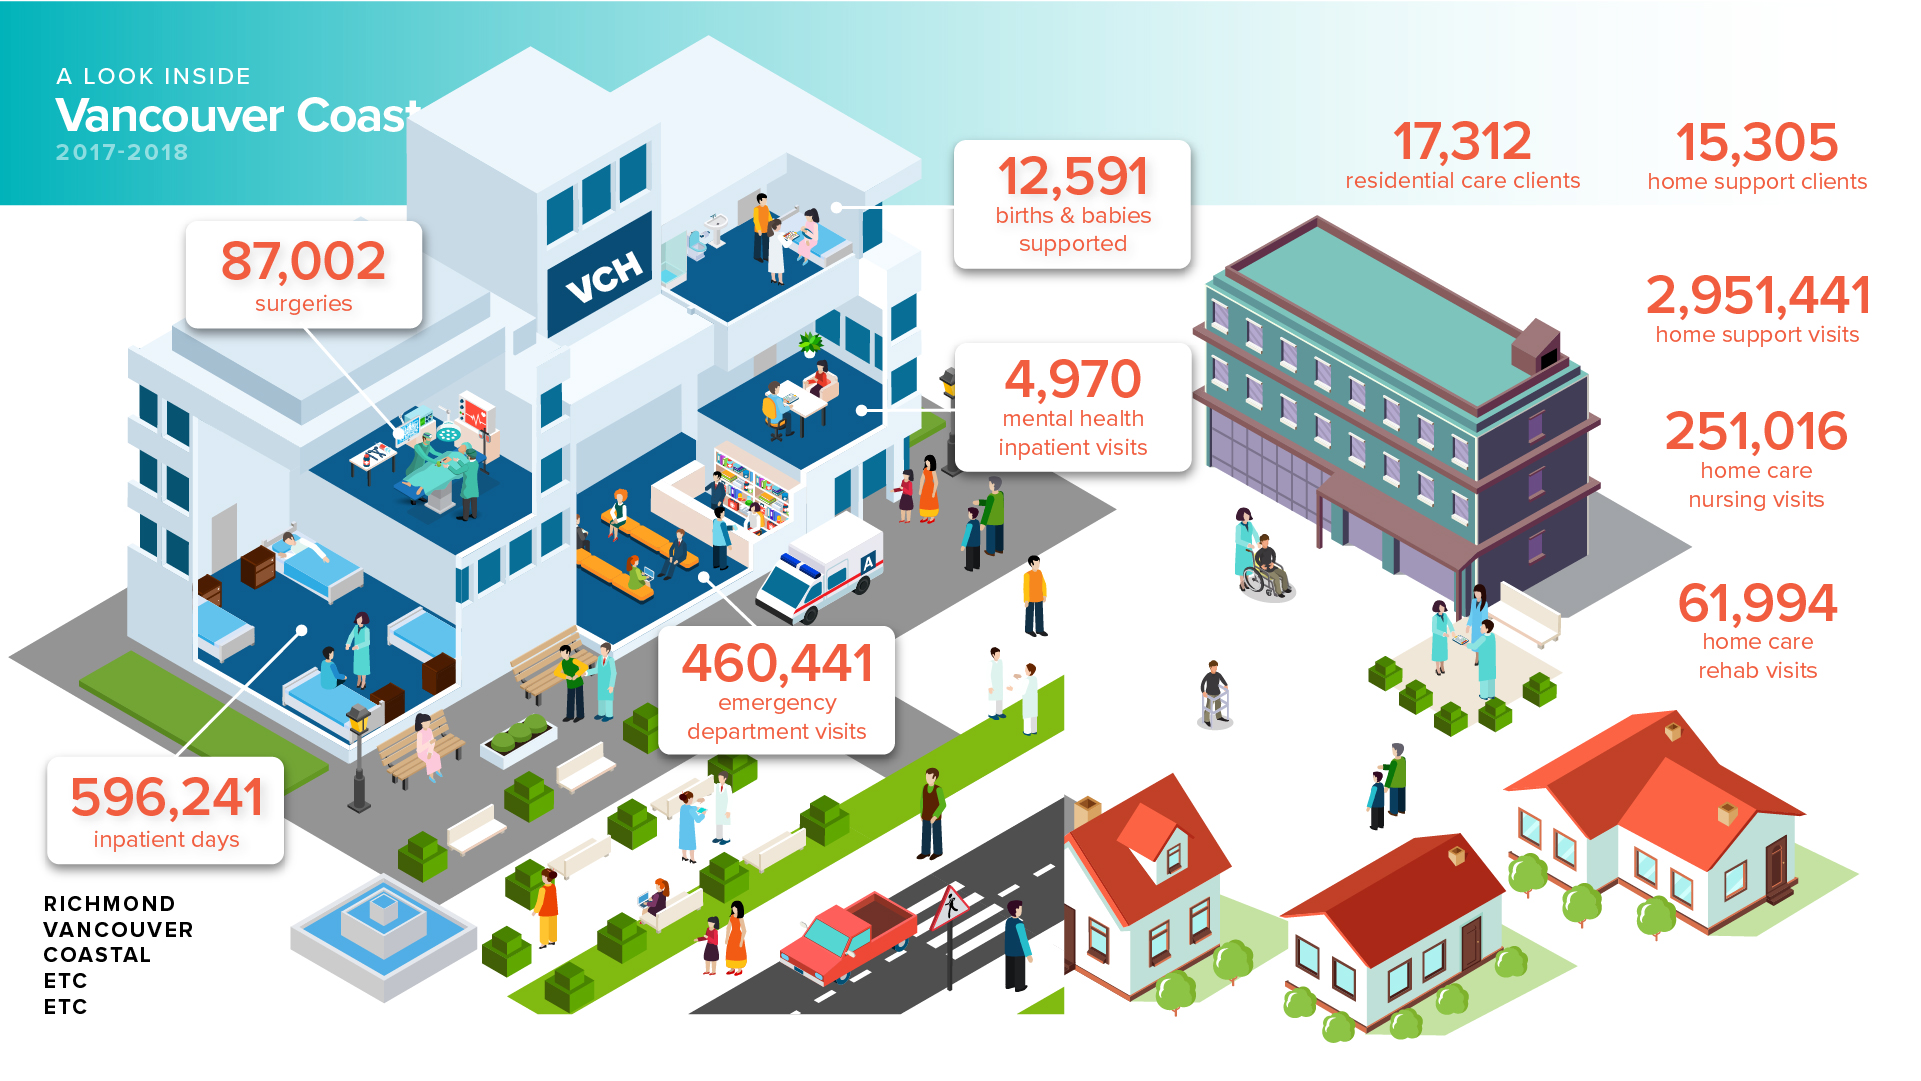 A LOOK INSIDE
Vancouver Coast
2017-2018
87,002
surgeries
VCH
12,591
births & babies
supported
4,970
mental health
inpatient visits
460,441
emergency
department visits
596,241
inpatient days
A
17,312
residential care clients
15,305
home support clients
2,951,441
home support visits
251,016
home care
nursing visits
61,994
home care
rehab visits
RICHMOND
VANCOUVER
COASTAL
ETC
ETC